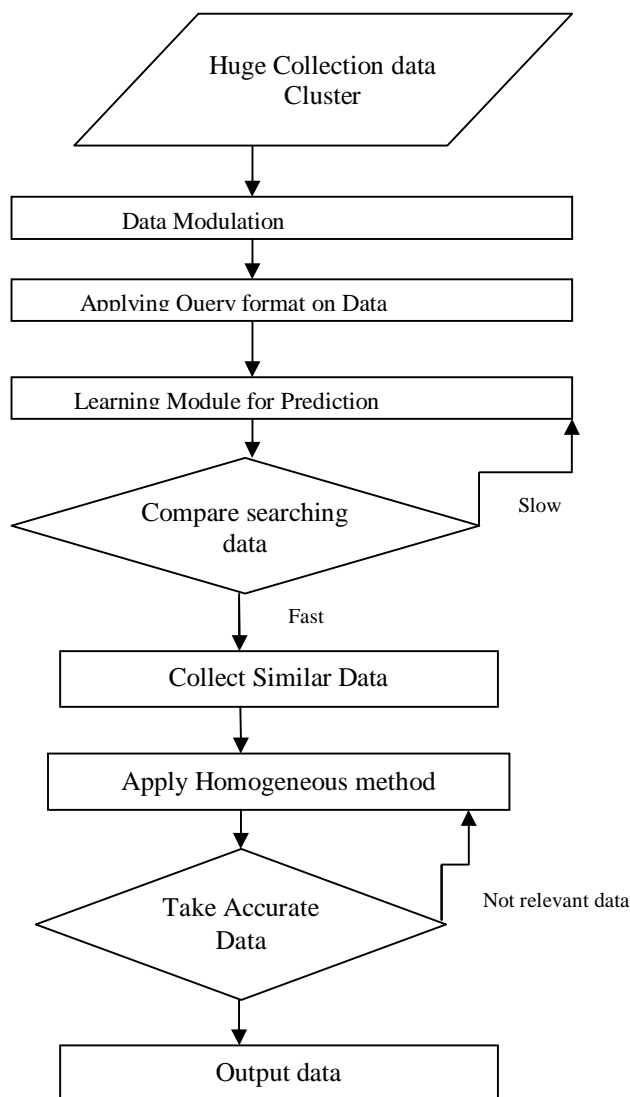 Huge Collection data
Cluster
Data Modulation
Applying Query format on Data
Learning Module for Prediction
Compare searching
data
Slow
Fast
Collect Similar Data
Apply Homogeneous method
Take Accurate
Data
Not relevant data
Output data